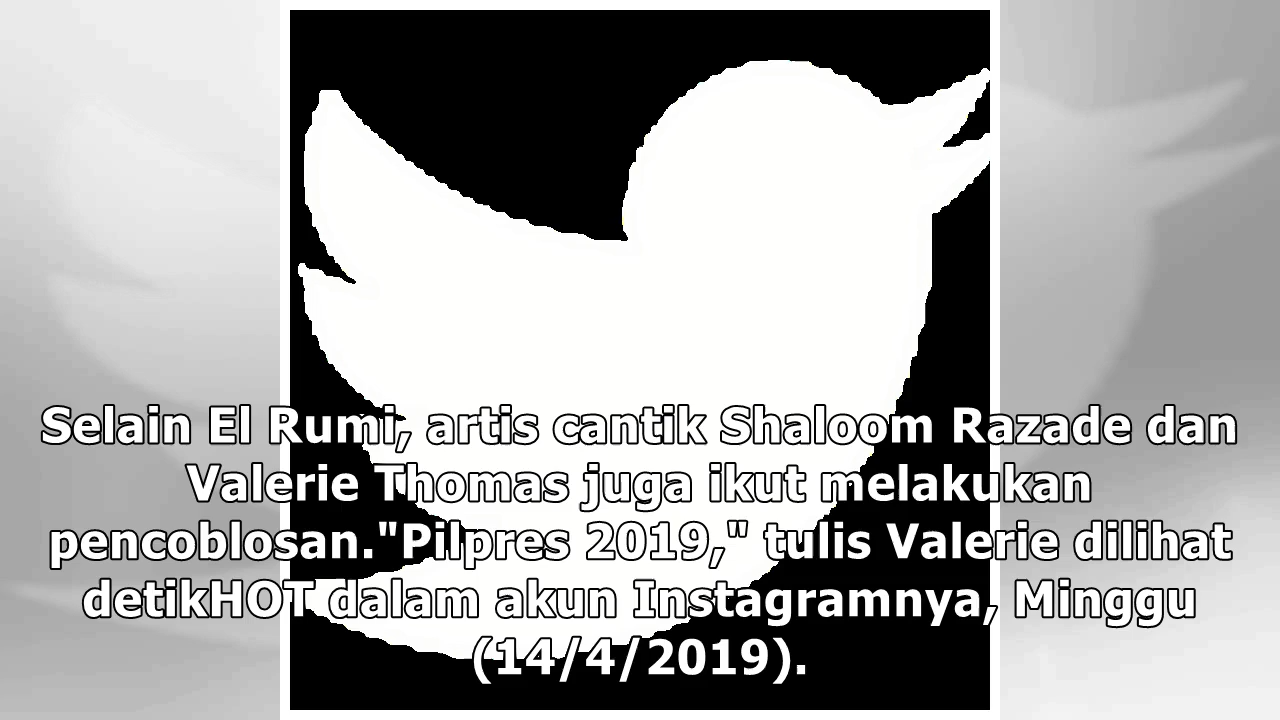 Selain El Rumi, artis cantik Shaloom Razade dan
Valerie Thomas juga ikut melakukan
pencoblosan."Pilpres 2019," tulis Valerie dilihat
detikHOT dalam akun Instagramnya, Minggu
(14/4/2019).